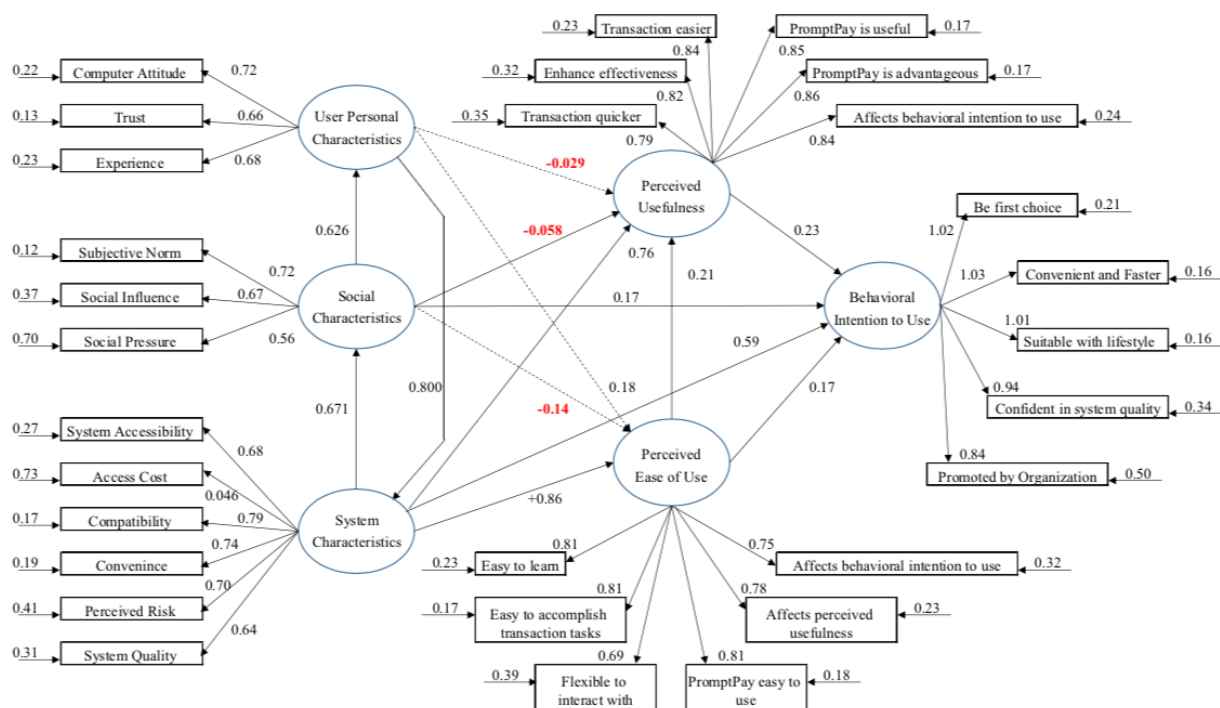 0.23
Transaction easier
PromptPay is useful
0.17
0.84
0.85
0.22
Computer Attitude
0.72
0.32
Enhance effectiveness
PromptPay is advantageous
0.17
User Personal
Characteristics
0.82
0.86
0.13
Trust
0.66
0.35
Transaction quicker
Affects behavioral intention to use
0.24
0.79
0.84
0.23
Experience
0.68
-0.029
Perceived
Usefulness
Be first choice
0.21
0.626
-0.058
0.23
1.02
0.12
Subjective Norm
0.72
0.76
0.21
1.03
Convenient and Faster
0.16
0.37
Social Influence
0.67
Social
Characteristics
0.17
Behavioral
Intention to Use
1.01
0.70
Social Pressure
0.56
0.59
Suitable with lifestyle
0.16
0.800
0.18
0.17
0.94
0.671
-0.14
Confident in system quality
0.34
0.27
System Accessibility
0.68
Perceived
Ease of Use
0.84
Promoted by Organization
0.50
0.73
Access Cost
0.046
+0.86
0.17
Compatibility
0.79
System
Characteristics
0.19
Convenince
0.74
0.81
0.75
0.23
Easy to learn
Affects behavioral intention to use
0.32
0.70
0.41
Perceived Risk
0.81
0.78
0.17
Easy to accomplish
transaction tasks
Affects perceived
usefulness
0.23
0.64
0.31
System Quality
0.69
0.81
0.39
Flexible to
interact with
PromptPay easy to
use
0.18